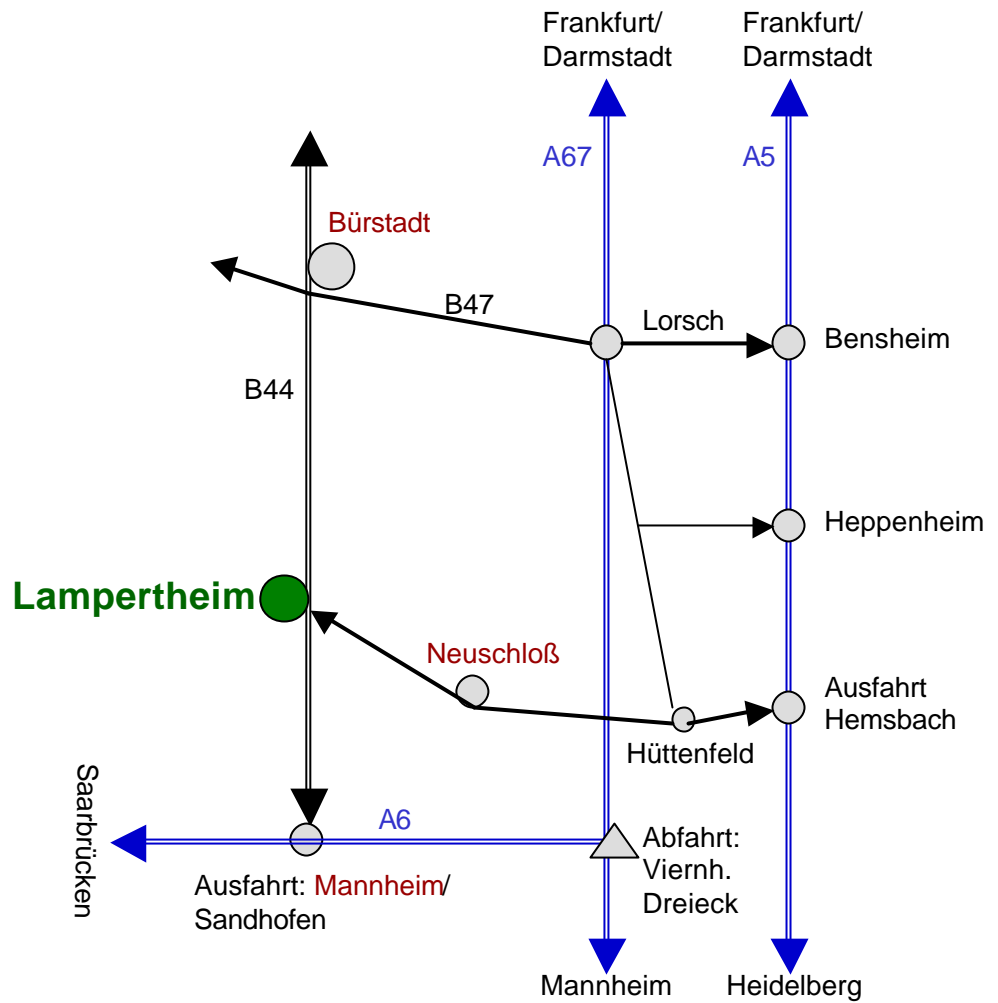 Frankfurt/
Darmstadt
Frankfurt/
Darmstadt
A67
A5
Bürstadt
B47
Lorsch
Bensheim
B44
Heppenheim
Lampertheim
Neuschloß
Ausfahrt
Hemsbach
Hüttenfeld
Saarbrücken
A6
Abfahrt:
Viernh.
Dreieck
Ausfahrt: Mannheim/
Sandhofen
Mannheim
Heidelberg